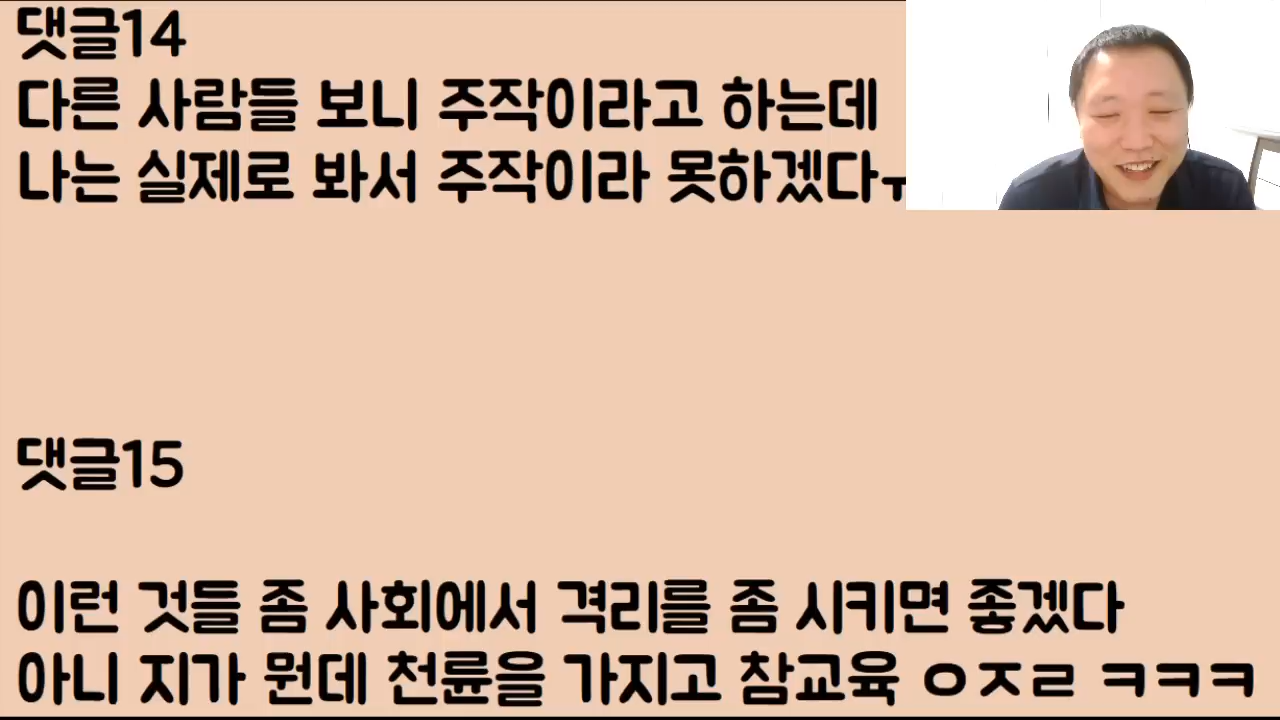 댓글14
다른 사람들 보니 주작이라고 하는데
나는 실제로 봐서 주작이라 못하겠다ㅠ
댓글15
이런 것들 좀 사회에서 격리를 좀 시키면 좋겠다
아니 지가 뭔데 천륜을 가지고 참교육 ㅇㅈㄹ ㅋㅋㅋ